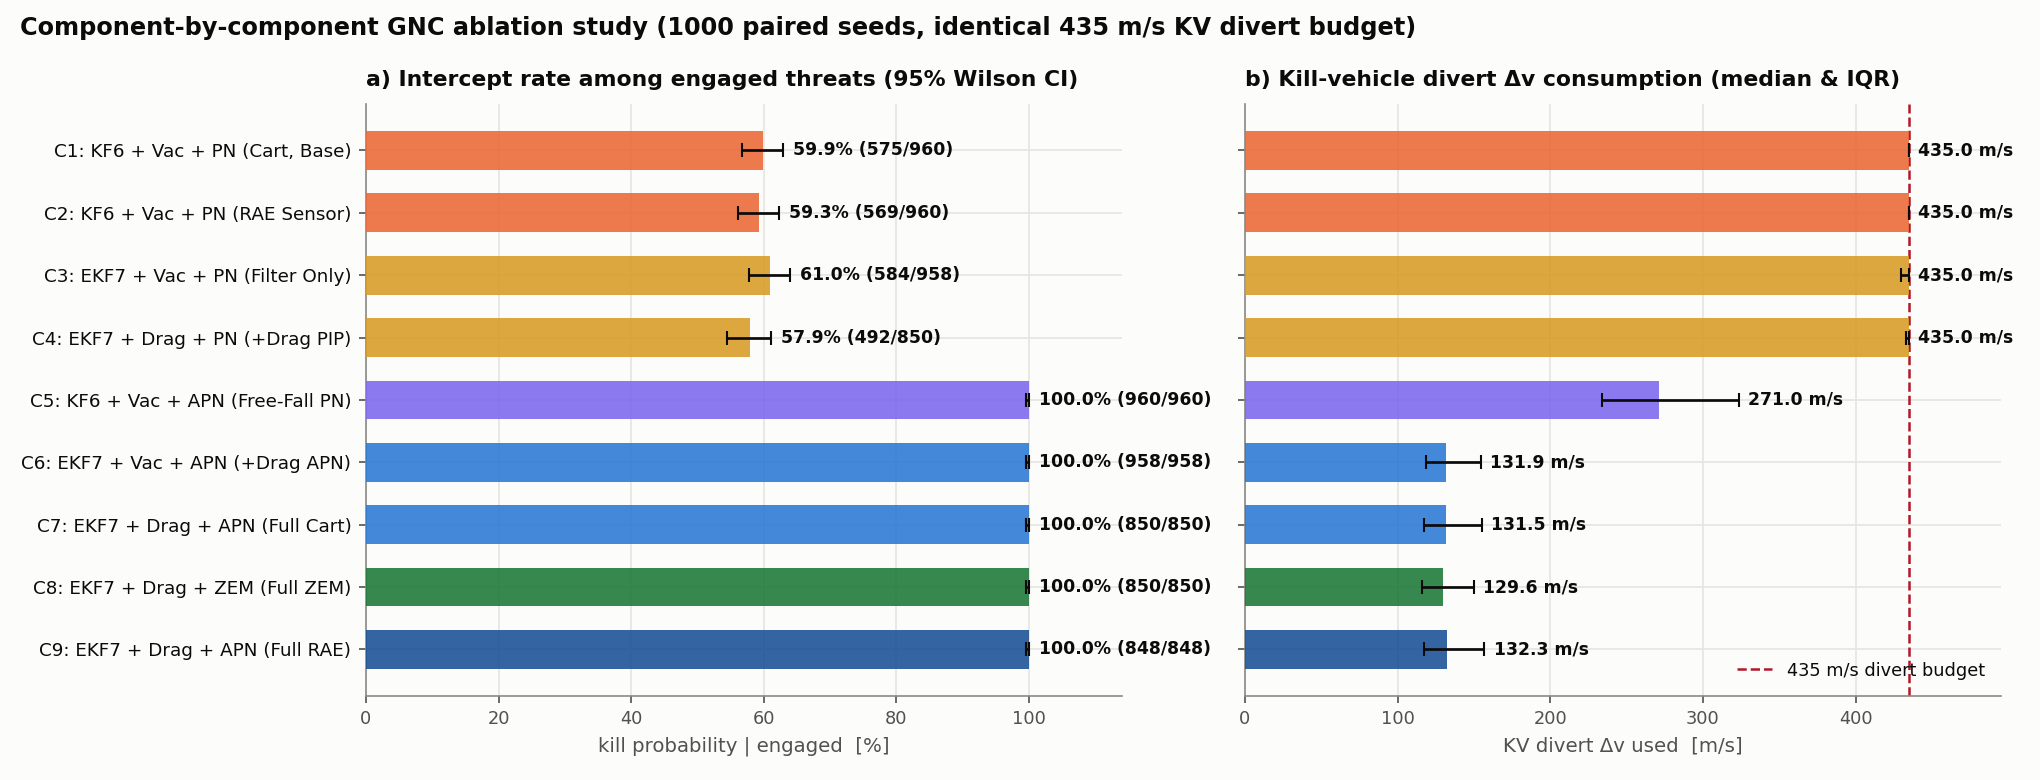 Component-by-component GNC ablation study (1000 paired seeds, identical 435 m/s KV divert budget)
a) Intercept rate among engaged threats (95% Wilson CI)
C1: KF6 + Vac + PN (Cart, Base)
59.9% (575/960)
C2: KF6 + Vac + PN (RAE Sensor)
59.3% (569/960)
C3: EKF7 + Vac + PN (Filter Only)
61.0% (584/958)
C4: EKF7 + Drag + PN (+Drag PIP)
57.9% (492/850)
C5: KF6 + Vac + APN (Free-Fall PN)
100.0% (960/960)
C6: EKF7 + Vac + APN (+Drag APN)
100.0% (958/958)
C7: EKF7 + Drag + APN (Full Cart)
100.0% (850/850)
C8: EKF7 + Drag + ZEM (Full ZEM)
100.0% (850/850)
C9: EKF7 + Drag + APN (Full RAE)
100.0% (848/848)
0 20 40 60 80 100
kill probability | engaged [%]
b) Kill-vehicle divert Δv consumption (median & IQR)
435.0 m/s
435.0 m/s
435.0 m/s
435.0 m/s
271.0 m/s
131.9 m/s
131.5 m/s
129.6 m/s
132.3 m/s
435 m/s divert budget
0 100 200 300 400
KV divert Δv used [m/s]